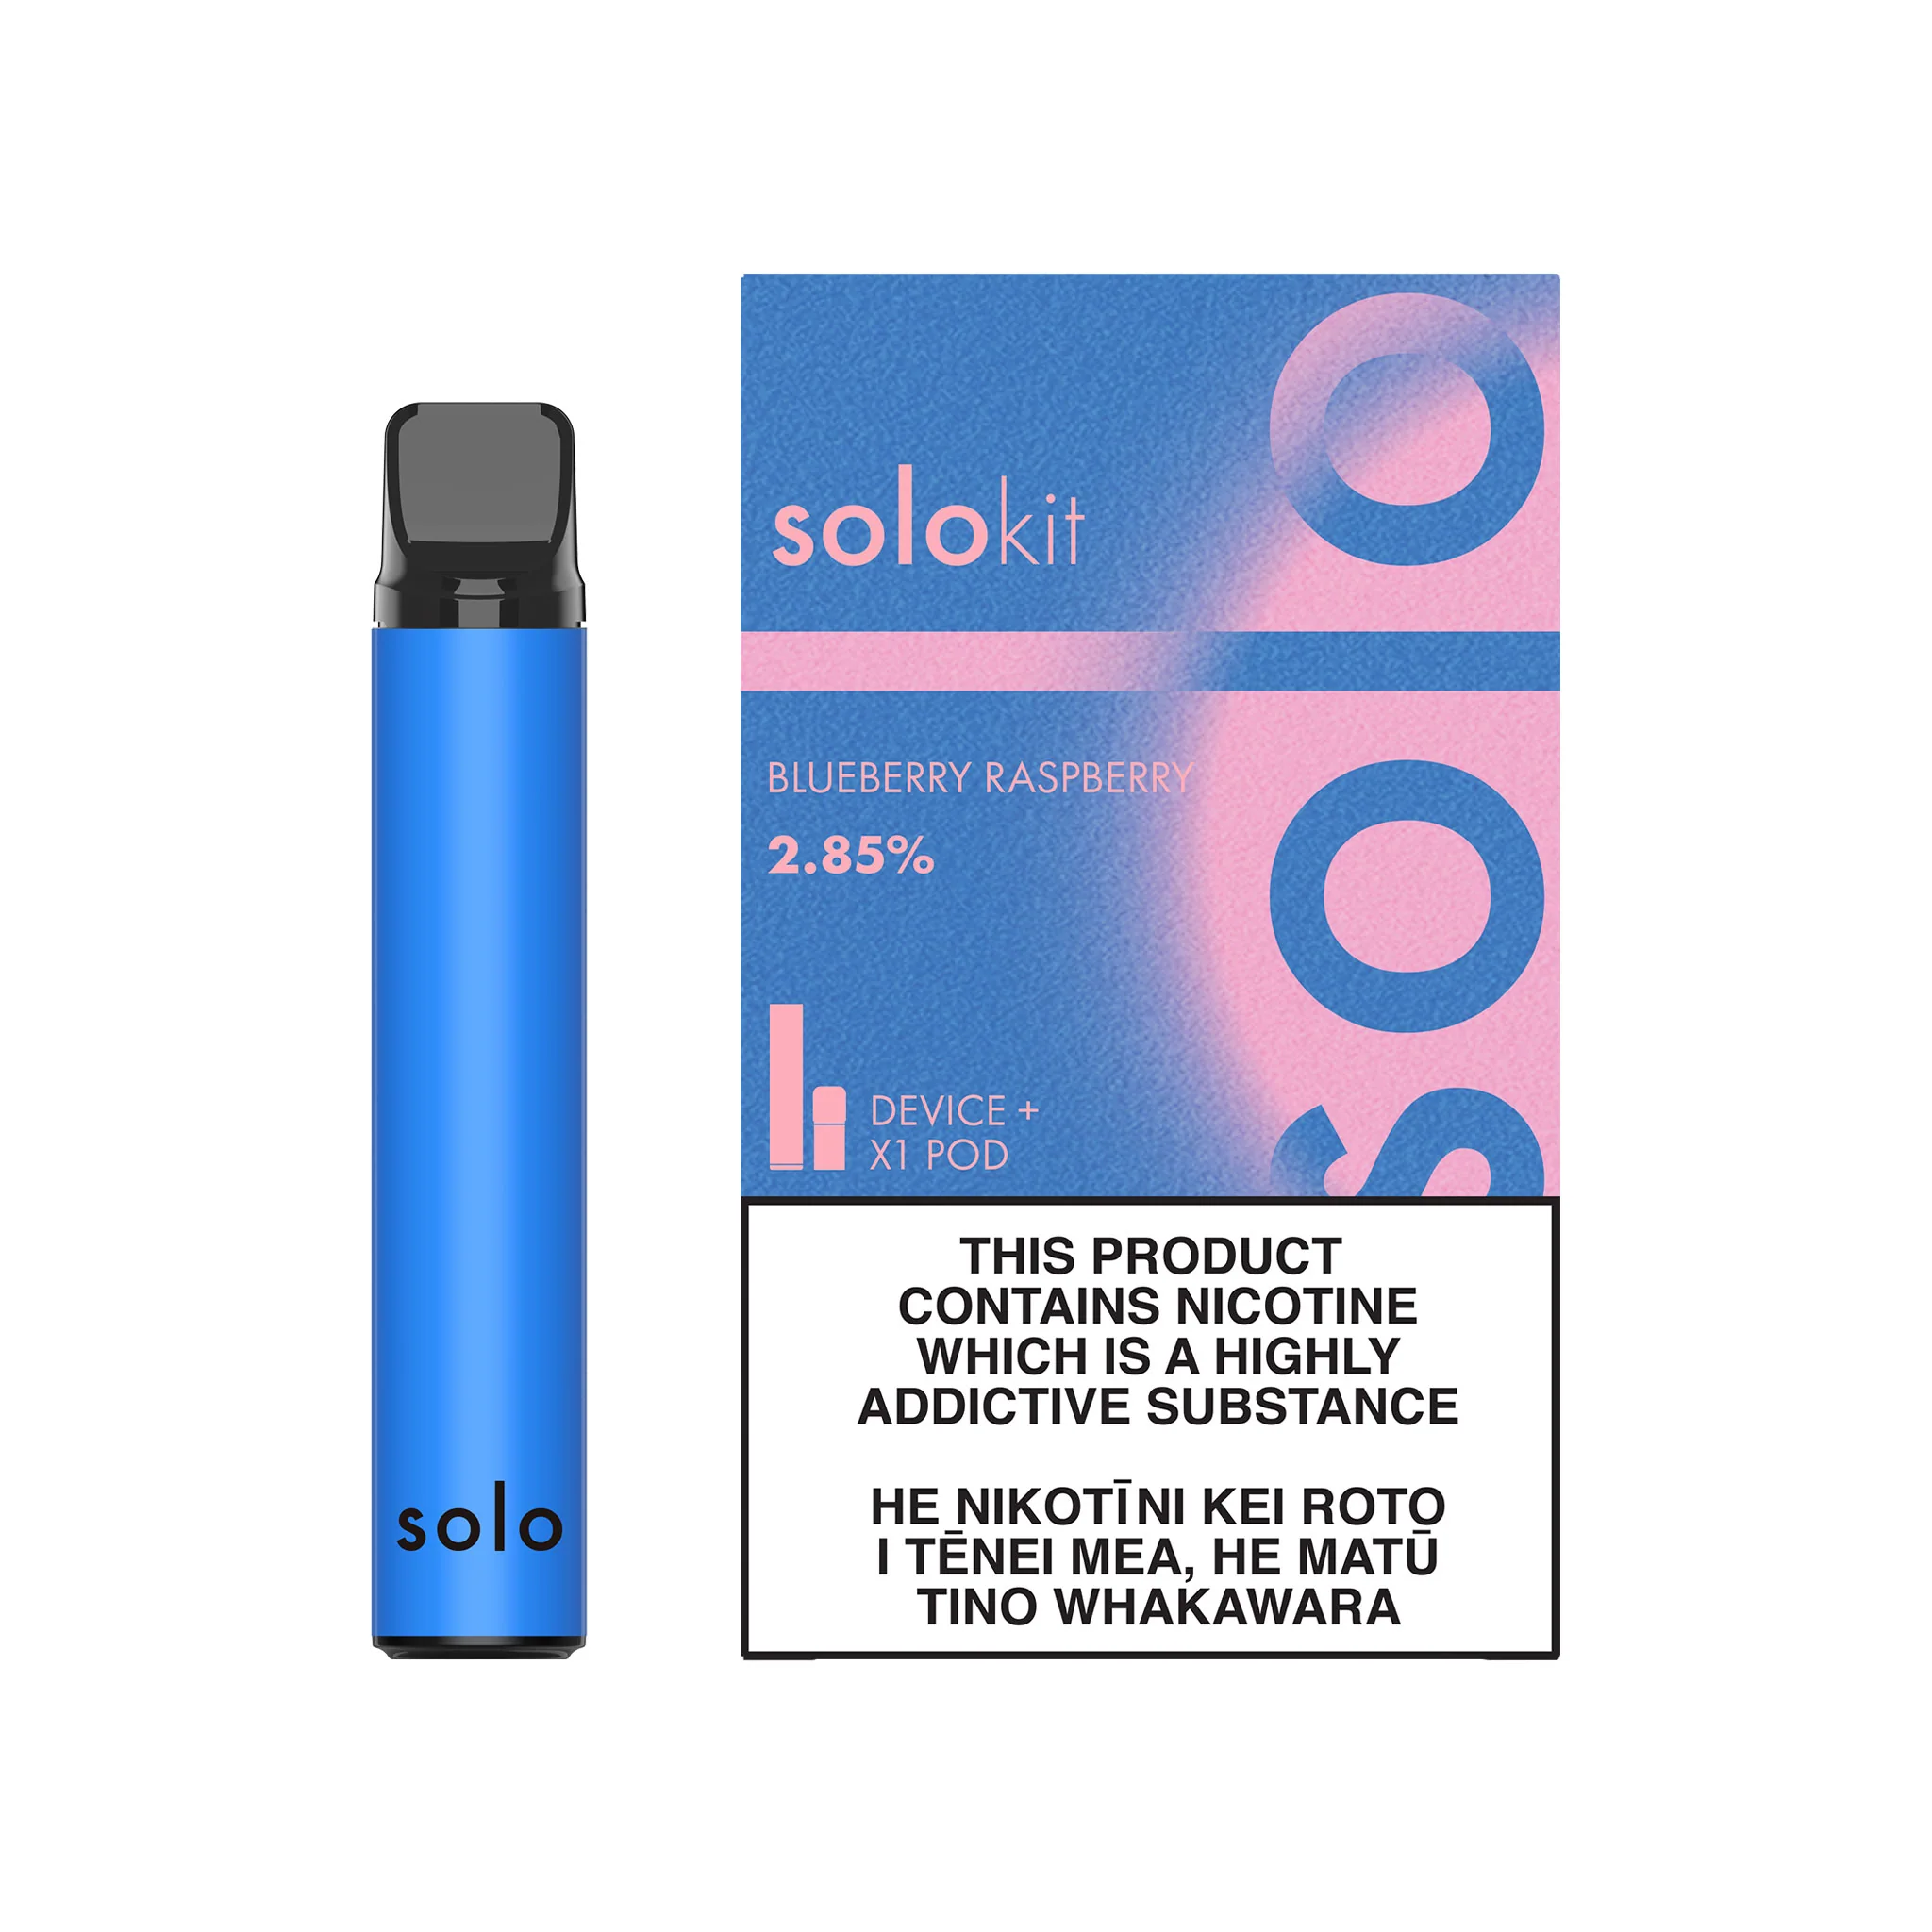 solo
solokit
BLUEBERRY RASPBERRY
2.85%
DEVICE +
X1 POD
solo
THIS PRODUCT
CONTAINS NICOTINE
WHICH IS A HIGHLY
ADDICTIVE SUBSTANCE
HE NIKOTĪNI KEI ROTO
I TĒNEI MEA, HE MATŪ
TINO WHAKAWARA